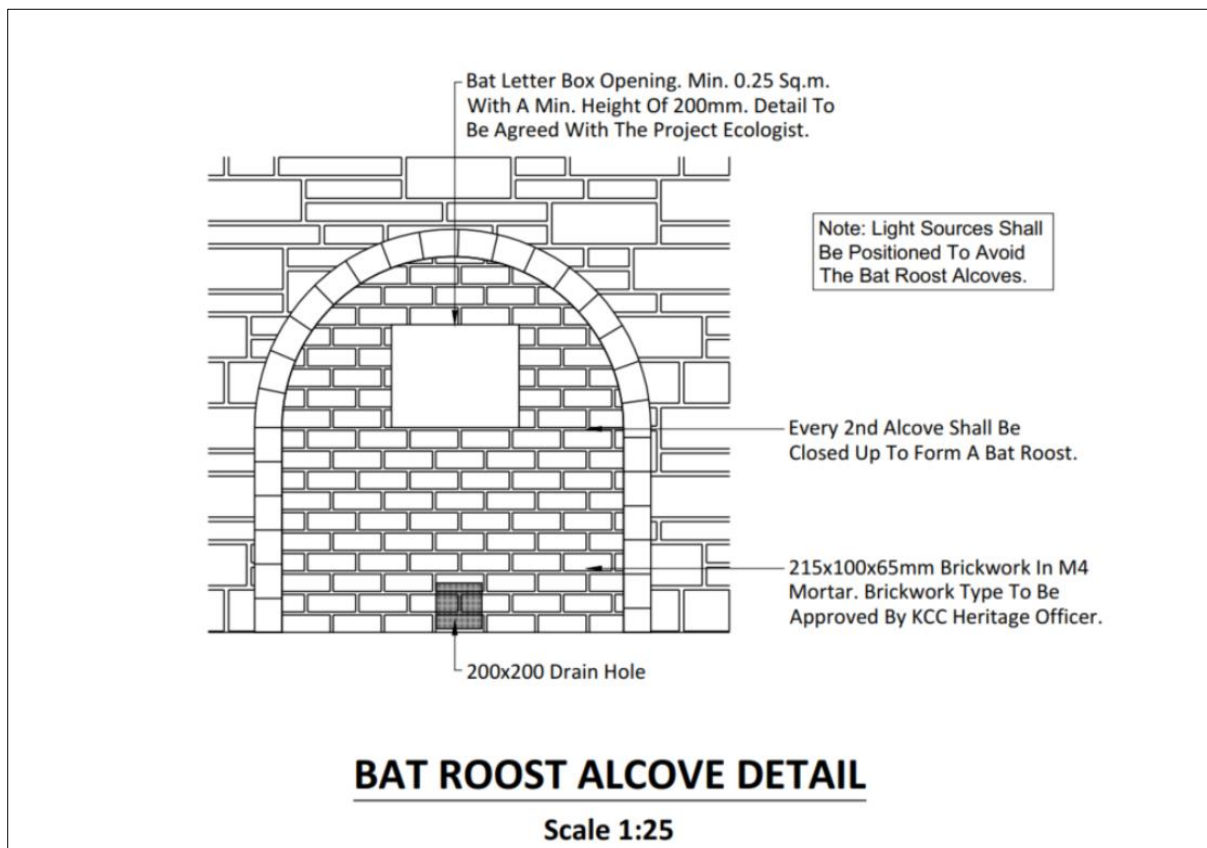 Bat Letter Box Opening. Min. 0.25 Sq.m.
With A Min. Height Of 200mm. Detail To
Be Agreed With The Project Ecologist.
Note: Light Sources Shall
Be Positioned To Avoid
The Bat Roost Alcoves.
Every 2nd Alcove Shall Be
Closed Up To Form A Bat Roost.
215x100x65mm Brickwork In M4
Mortar. Brickwork Type To Be
Approved By KCC Heritage Officer.
200x200 Drain Hole
BAT ROOST ALCOVE DETAIL
Scale 1:25